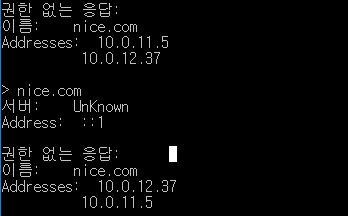 권한 없는 응답:
이름:    nice.com
Addresses:  10.0.11.5
          10.0.12.37

> nice.com
서버:    UnKnown
Address:  ::1

권한 없는 응답:
이름:    nice.com
Addresses:  10.0.12.37
          10.0.11.5